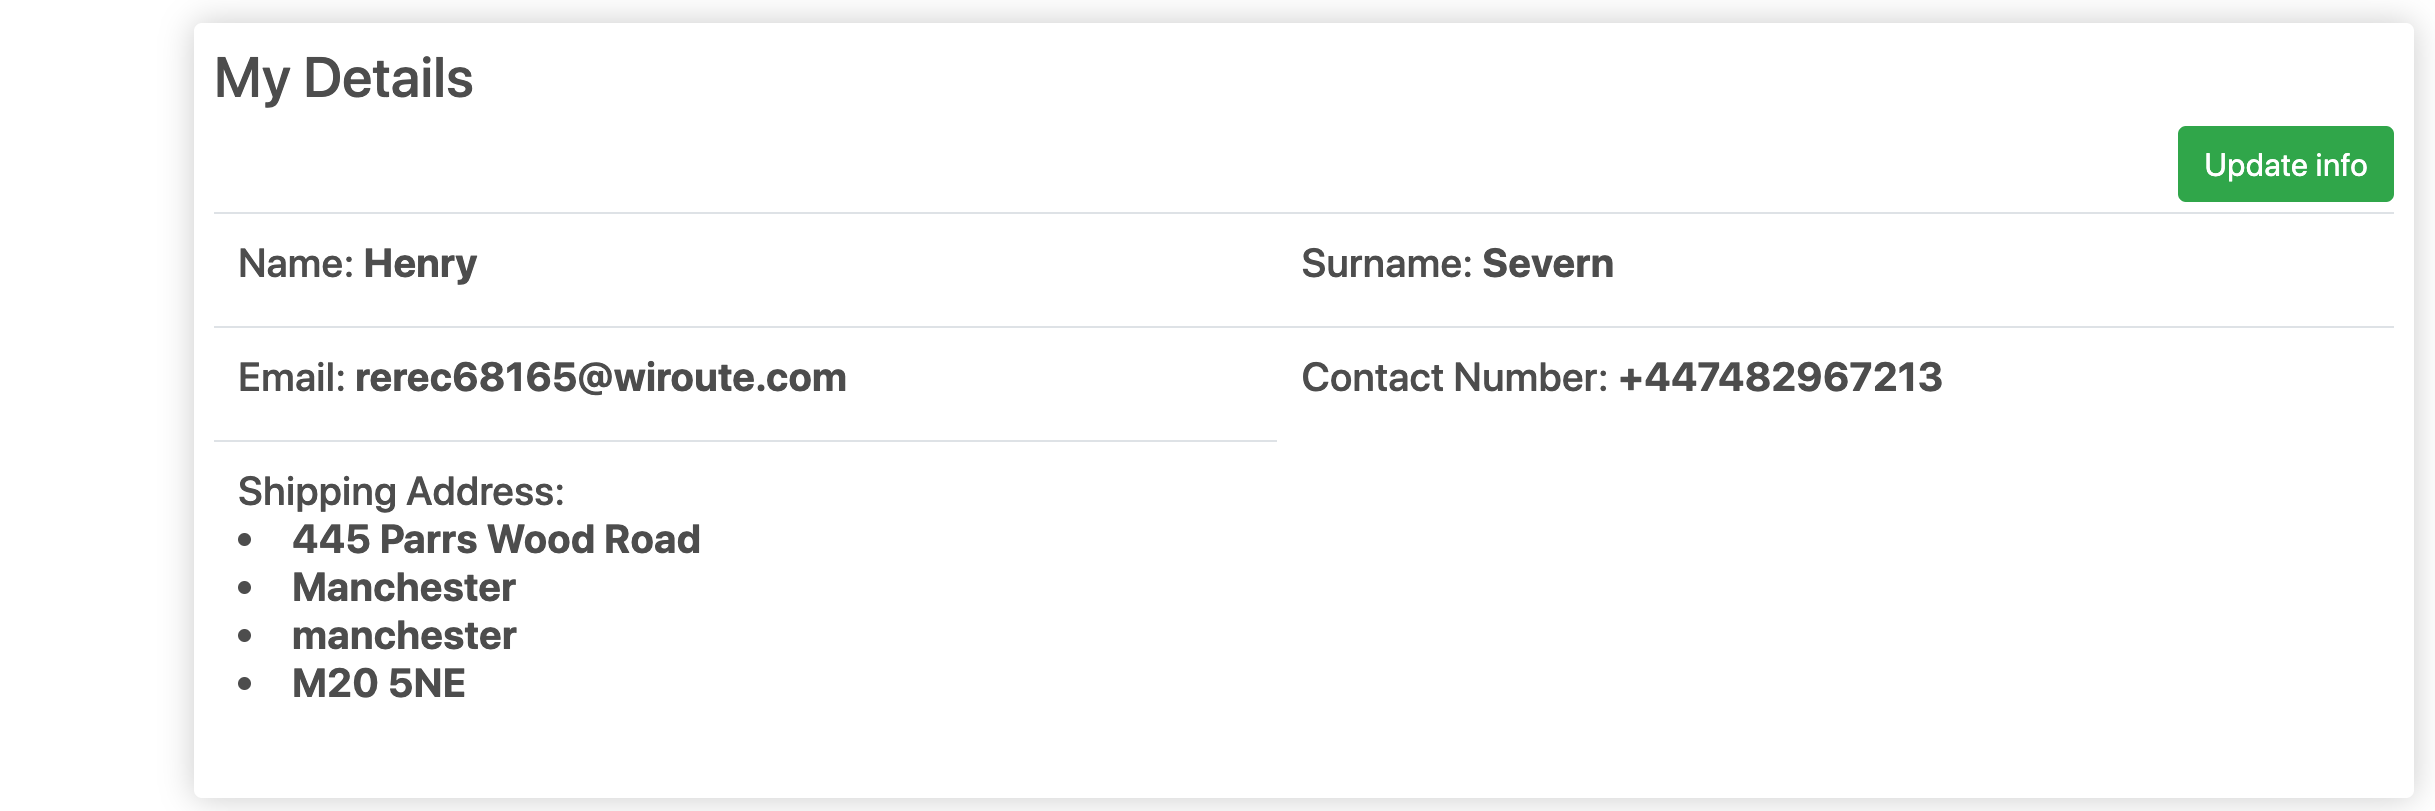 My Details
Update info
Name: Henry
Surname: Severn
Email: rerec68165@wiroute.com
Contact Number: +447482967213
Shipping Address:
• 445 Parrs Wood Road
• Manchester
• manchester
• M20 5NE